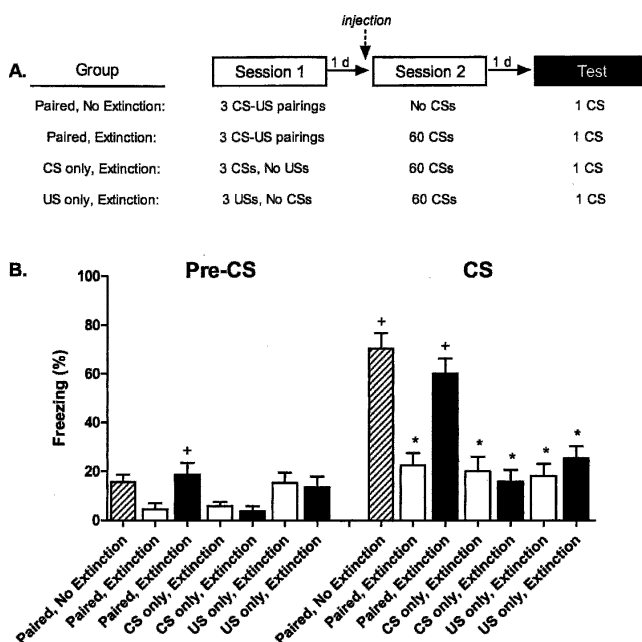 injection
A. Group Session 1 1 d Session 2 1 d Test
Paired, No Extinction: 3 CS-US pairings No CSs 1 CS
Paired, Extinction: 3 CS-US pairings 60 CSs 1 CS
CS only, Extinction: 3 CSs, No USs 60 CSs 1 CS
US only, Extinction: 3 USs, No CSs 60 CSs 1 CS
B. Pre-CS CS
Freezing (%)
100
80
60
40
20
0
+
+
*
+
*
*
*
*
Paired, No Extinction
Paired, Extinction
Paired, Extinction
CS only, Extinction
CS only, Extinction
US only, Extinction
US only, Extinction
Paired, No Extinction
Paired, Extinction
Paired, Extinction
CS only, Extinction
CS only, Extinction
US only, Extinction
US only, Extinction